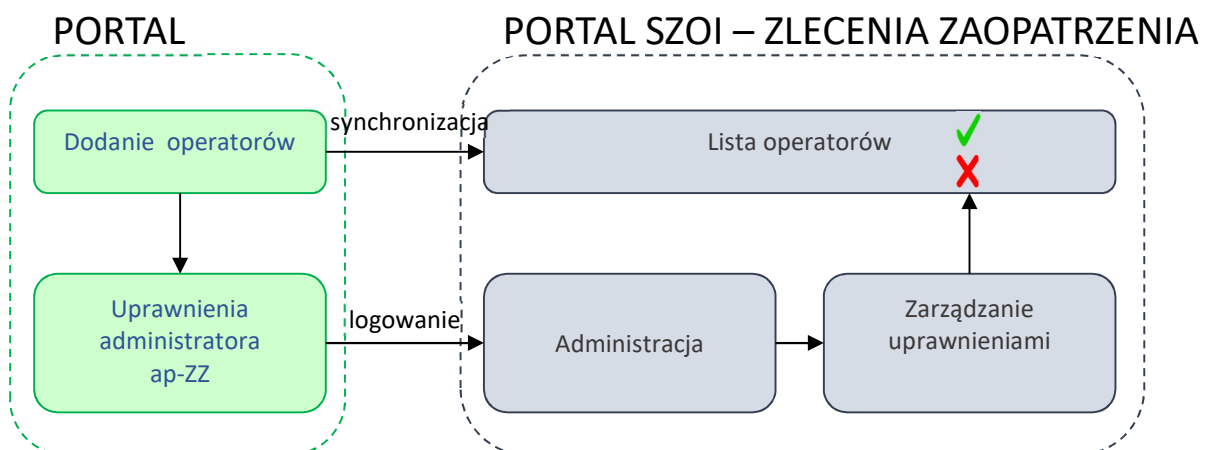 PORTAL
PORTAL SZOI – ZLECENIA ZAOPATRZENIA
Dodanie operatorów
synchronizacja
Lista operatorów
Uprawnienia
administratora
ap-ZZ
logowanie
Administracja
Zarządzanie
uprawnieniami